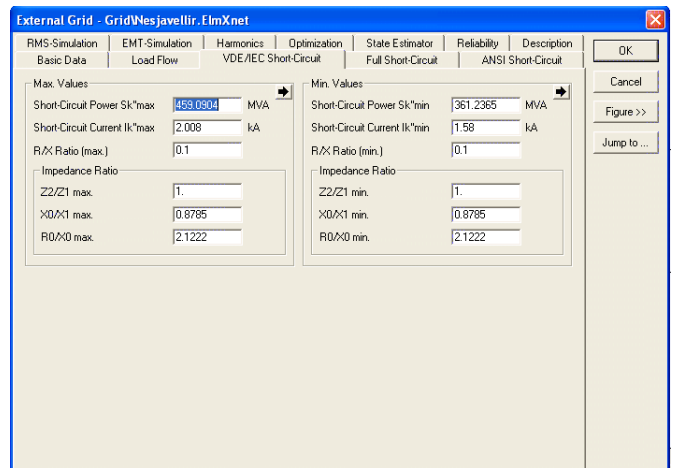 External Grid - Grid\Nesjavellir.ElmXnet
RMS-Simulation EMT-Simulation Harmonics Optimization State Estimator Reliability Description
Basic Data Load Flow VDE/IEC Short-Circuit Full Short-Circuit ANSI Short-Circuit
OK
Cancel
Figure >>
Jump to ...
Max. Values
Short-Circuit Power Sk"max 459.0904 MVA
Short-Circuit Current Ik"max 2.008 kA
R/X Ratio (max.) 0.1
Impedance Ratio
Z2/Z1 max. 1.
X0/X1 max. 0.8785
R0/X0 max. 2.1222
Min. Values
Short-Circuit Power Sk"min 361.2365 MVA
Short-Circuit Current Ik"min 1.58 kA
R/X Ratio (min.) 0.1
Impedance Ratio
Z2/Z1 min. 1.
X0/X1 min. 0.8785
R0/X0 min. 2.1222